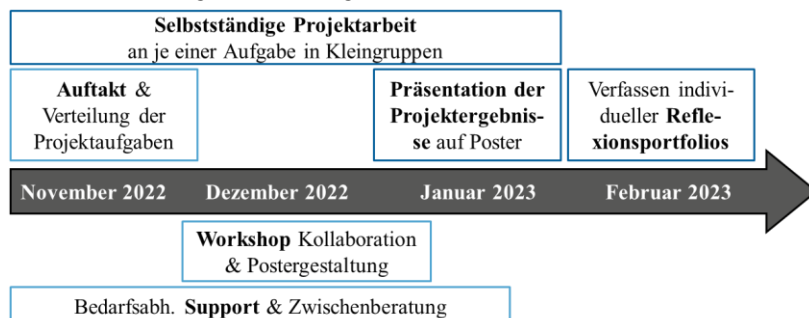 Selbstständige Projektarbeit
an je einer Aufgabe in Kleingruppen
Auftakt &
Verteilung der
Projektaufgaben
Präsentation der
Projektergebnis-
se auf Poster
Verfassen indivi-
dueller Refle-
xionsportfolios
November 2022 Dezember 2022 Januar 2023 Februar 2023
Workshop Kollaboration
& Postergestaltung
Bedarfsabh. Support & Zwischenberatung